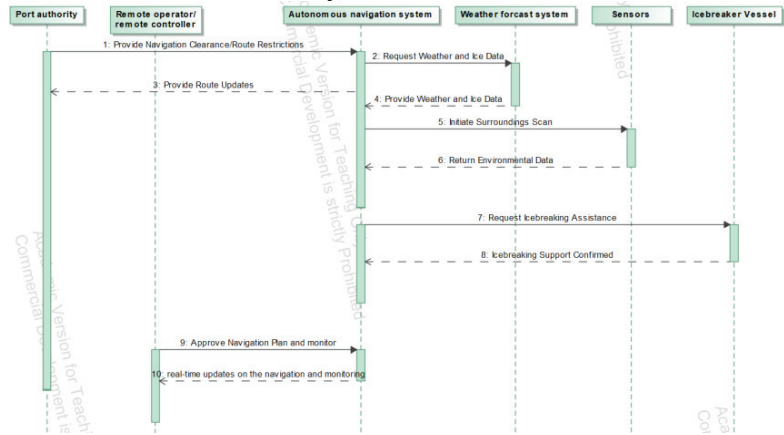 Port authority
Remote operator/
remote controller
Autonomous navigation system
Weather forcast system
Sensors
Icebreaker Vessel
1: Provide Navigation Clearance/Route Restrictions
2: Request Weather and Ice Data
3: Provide Route Updates
4: Provide Weather and Ice Data
5: Initiate Surroundings Scan
6: Return Environmental Data
7: Request Icebreaking Assistance
8: Icebreaking Support Confirmed
9: Approve Navigation Plan and monitor
10: real-time updates on the navigation and monitoring
Academic Version for Teaching
Commercial Development is strictly Prohibited